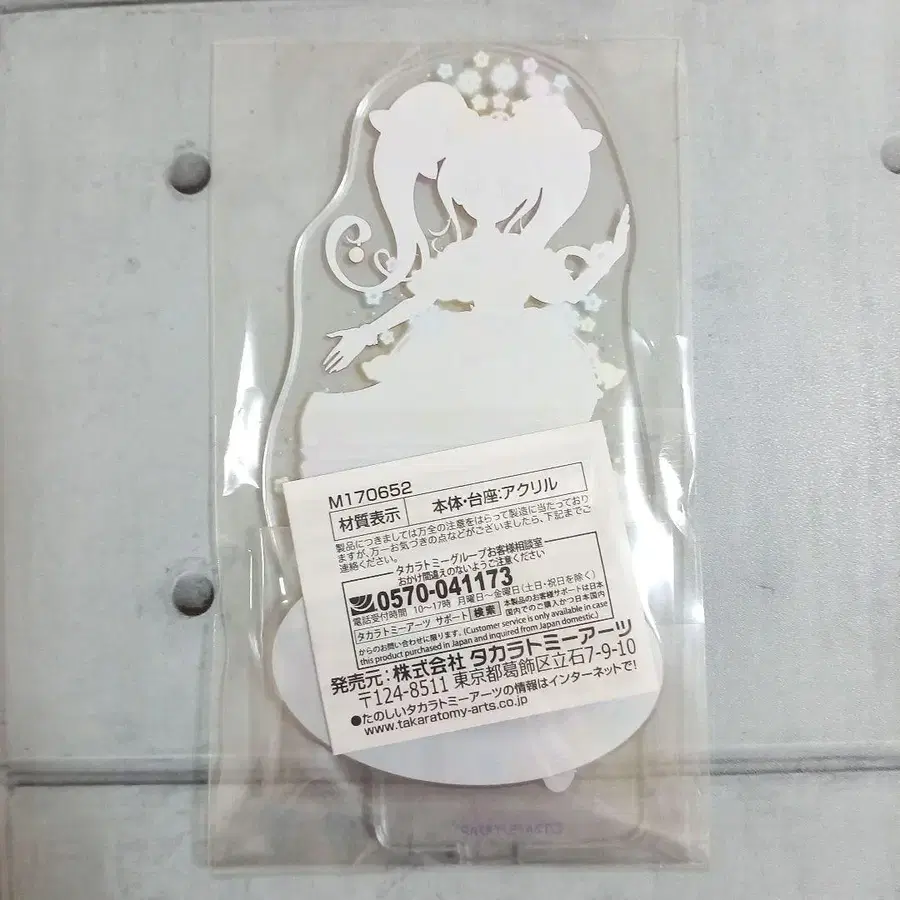 M170652
材質表示 本体・台座:アクリル
製品につきましては万全の注意をはらって製造に当たっており
ますが、万一お気づきの点などがございましたら、下記までご
連絡ください。
タカラトミーグループお客様相談室
おかけ間違えのないようご注意ください
0570-041173
電話受付時間 10〜17時 月曜日〜金曜日(土日・祝日を除く)
タカラトミーアーツ サポート 検索 本製品のお客様サポートは日本
国内でのご購入かつ日本国内
からのお問い合わせに限ります。(Customer service is only available in case
this product purchased in Japan and inquired from Japan domestic.)
発売元:株式会社 タカラトミーアーツ
〒124-8511 東京都葛飾区立石7-9-10
●たのしいタカラトミーアーツの情報はインターネットで!
www.takaratomy-arts.co.jp